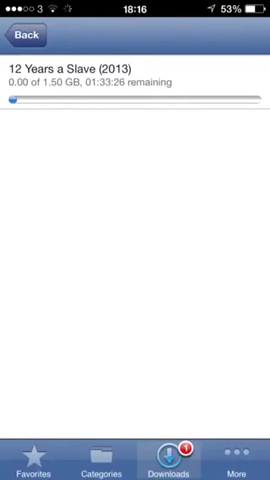 3 18:16 53%
Back
12 Years a Slave (2013)
0.00 of 1.50 GB, 01:33:26 remaining
1
Favorites Categories Downloads More